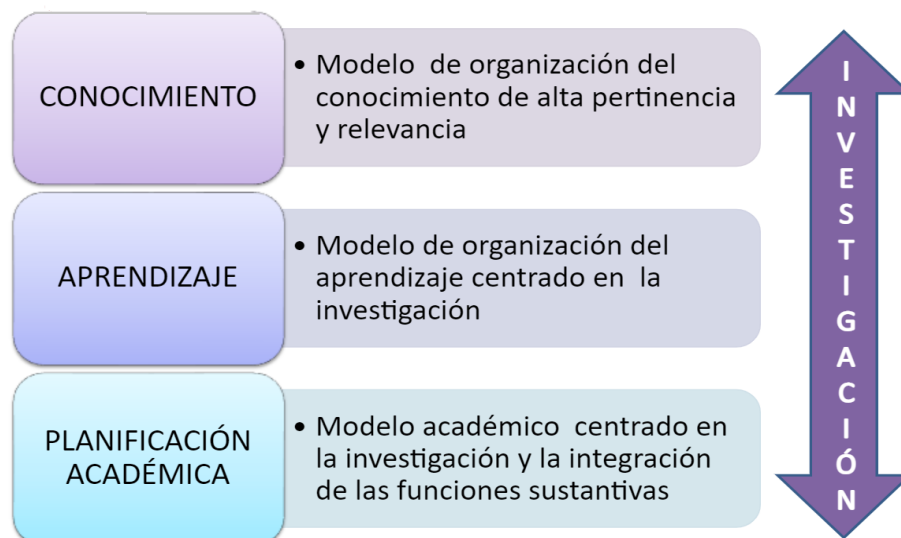 CONOCIMIENTO
• Modelo de organización del
conocimiento de alta pertinencia
y relevancia
APRENDIZAJE
• Modelo de organización del
aprendizaje centrado en la
investigación
PLANIFICACIÓN
ACADÉMICA
• Modelo académico centrado en
la investigación y la integración
de las funciones sustantivas
INVESTIGACIÓN